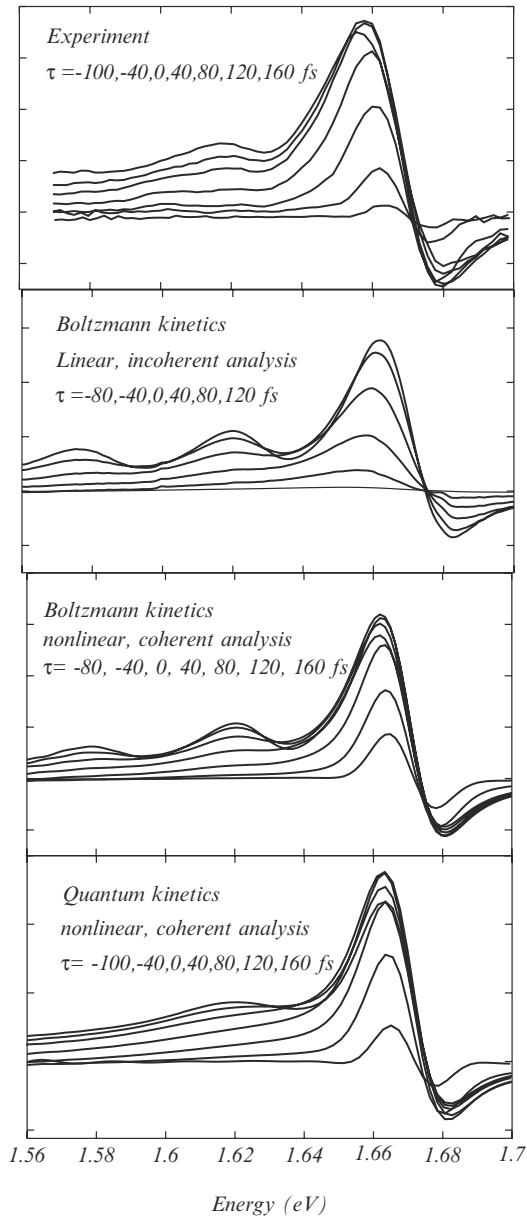 Experiment
τ =-100,-40,0,40,80,120,160 fs
Boltzmann kinetics
Linear, incoherent analysis
τ =-80,-40,0,40,80,120 fs
Boltzmann kinetics
nonlinear, coherent analysis
τ= -80, -40, 0, 40, 80, 120, 160 fs
Quantum kinetics
nonlinear, coherent analysis
τ= -100,-40,0,40,80,120,160 fs
1.56 1.58 1.6 1.62 1.64 1.66 1.68 1.7
Energy (eV)